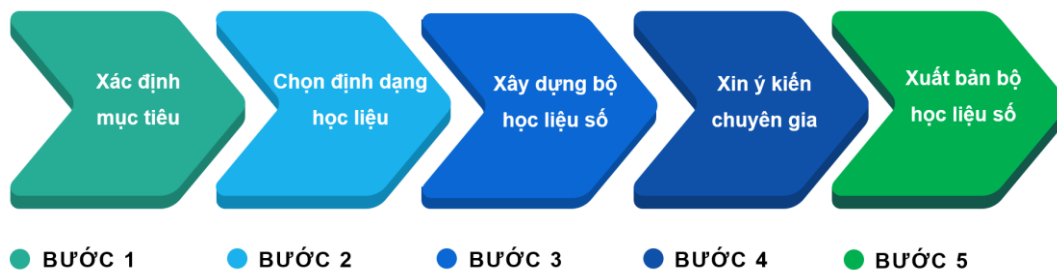 Xác định
mục tiêu
Chọn định dạng
học liệu
Xây dựng bộ
học liệu số
Xin ý kiến
chuyên gia
Xuất bản bộ
học liệu số
BƯỚC 1
BƯỚC 2
BƯỚC 3
BƯỚC 4
BƯỚC 5